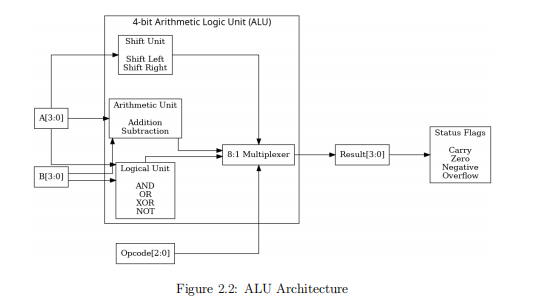 4-bit Arithmetic Logic Unit (ALU)
Shift Unit
Shift Left
Shift Right
A[3:0]
Arithmetic Unit
Addition
Subtraction
B[3:0]
Logical Unit
AND
OR
XOR
NOT
8:1 Multiplexer
Result[3:0]
Status Flags
Carry
Zero
Negative
Overflow
Opcode[2:0]
Figure 2.2: ALU Architecture